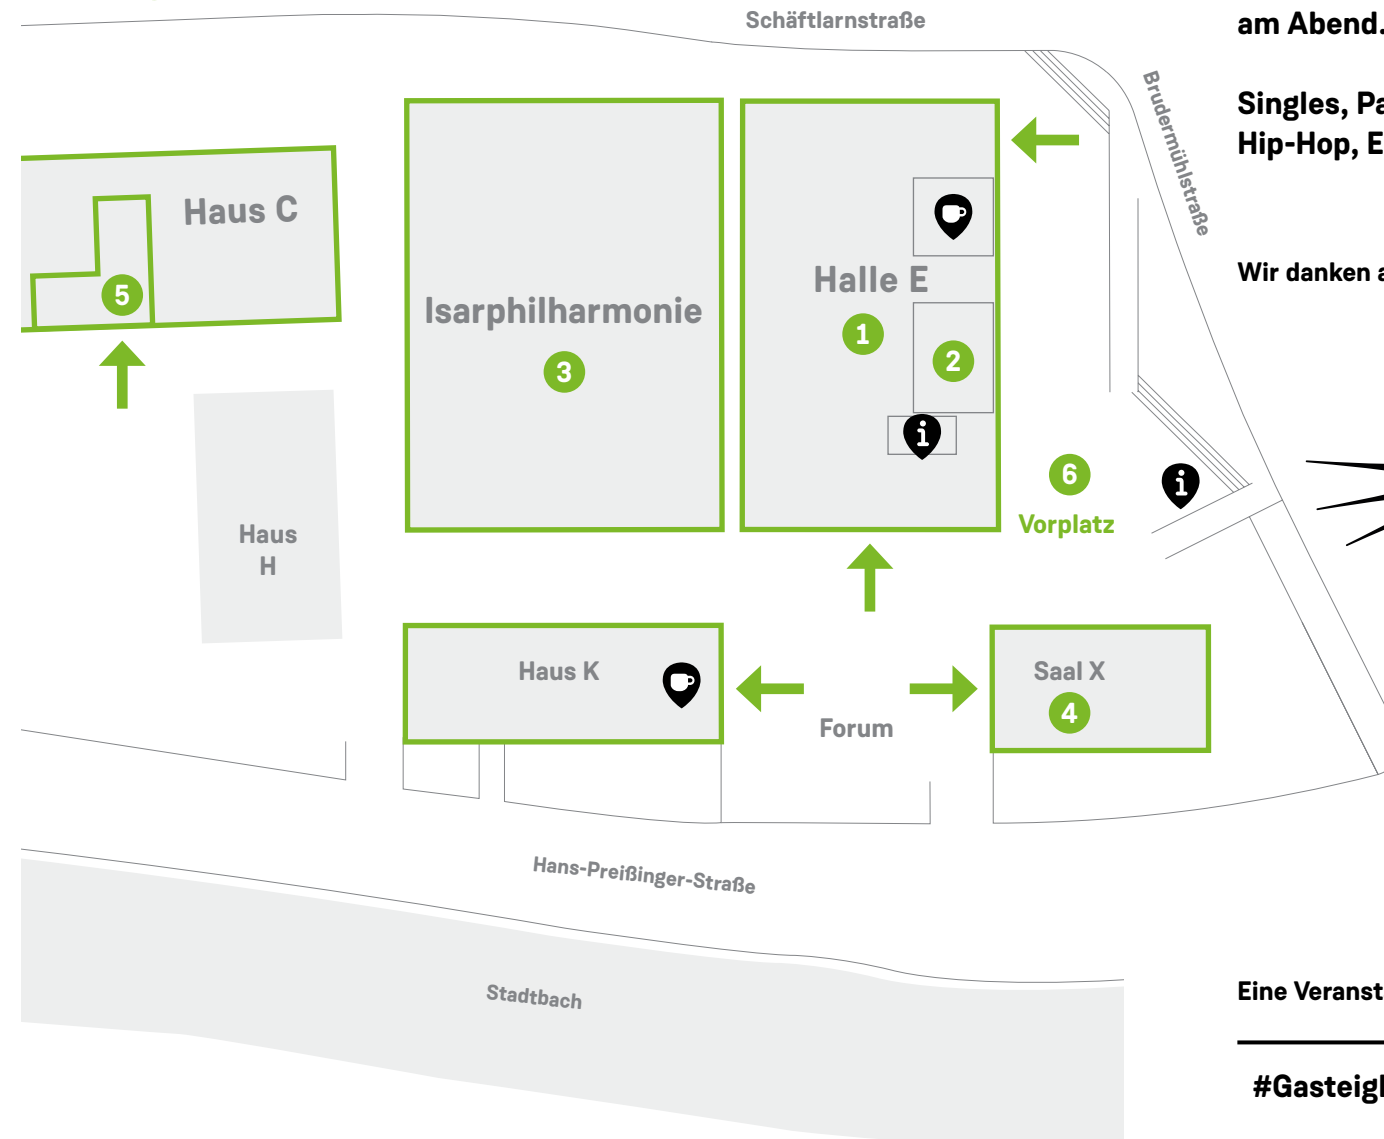 Schäftlarnstraße
am Abend.
Brudermühlstraße
Singles, Pa
Hip-Hop, E
Haus C
5
Isarphilharmonie
3
Halle E
1
2
i
Wir danken a
6
i
Vorplatz
Haus
H
Haus K
Forum
Saal X
4
Hans-Preißinger-Straße
Stadtbach
Eine Veranst
#Gasteig